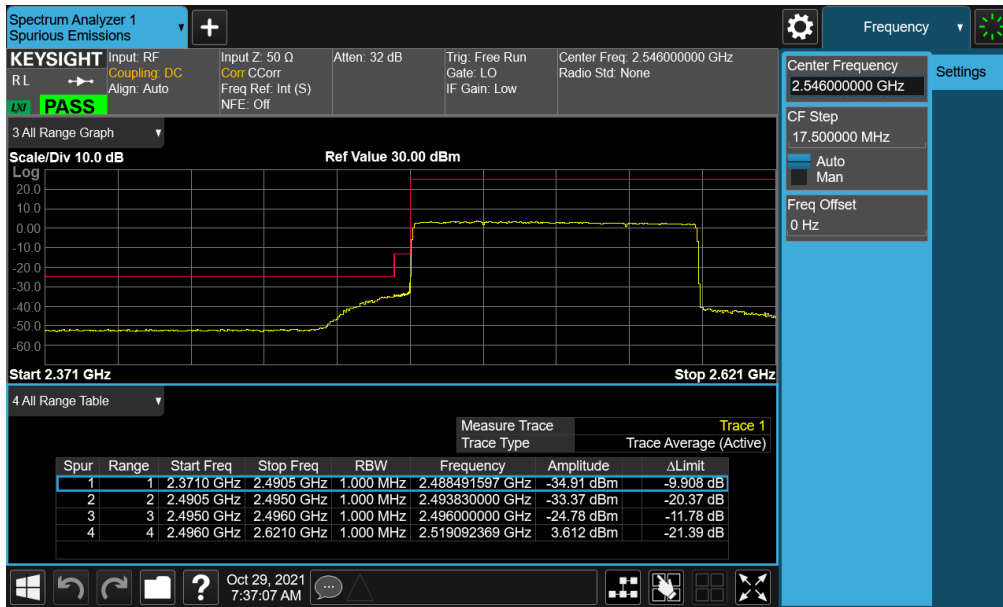 Spectrum Analyzer 1
Spurious Emissions
Frequency
KEYSIGHT
R L
LXI
PASS
Input: RF
Coupling: DC
Align: Auto
Input Z: 50 Ω
Corr CCorr
Freq Ref: Int (S)
NFE: Off
Atten: 32 dB
Trig: Free Run
Gate: LO
IF Gain: Low
Center Freq: 2.546000000 GHz
Radio Std: None
Center Frequency
2.546000000 GHz
Settings
CF Step
17.500000 MHz
Auto
Man
Freq Offset
0 Hz
3 All Range Graph
Scale/Div 10.0 dB
Ref Value 30.00 dBm
Log
20.0
10.0
0.00
-10.0
-20.0
-30.0
-40.0
-50.0
-60.0
Start 2.371 GHz
Stop 2.621 GHz
4 All Range Table
Measure Trace Trace 1
Trace Type Trace Average (Active)
Spur Range Start Freq Stop Freq RBW Frequency Amplitude ΔLimit
1 1 2.3710 GHz 2.4905 GHz 1.000 MHz 2.488491597 GHz -34.91 dBm -9.908 dB
2 2 2.4905 GHz 2.4950 GHz 1.000 MHz 2.493830000 GHz -33.37 dBm -20.37 dB
3 3 2.4950 GHz 2.4960 GHz 1.000 MHz 2.496000000 GHz -24.78 dBm -11.78 dB
4 4 2.4960 GHz 2.6210 GHz 1.000 MHz 2.519092369 GHz 3.612 dBm -21.39 dB
Oct 29, 2021
7:37:07 AM